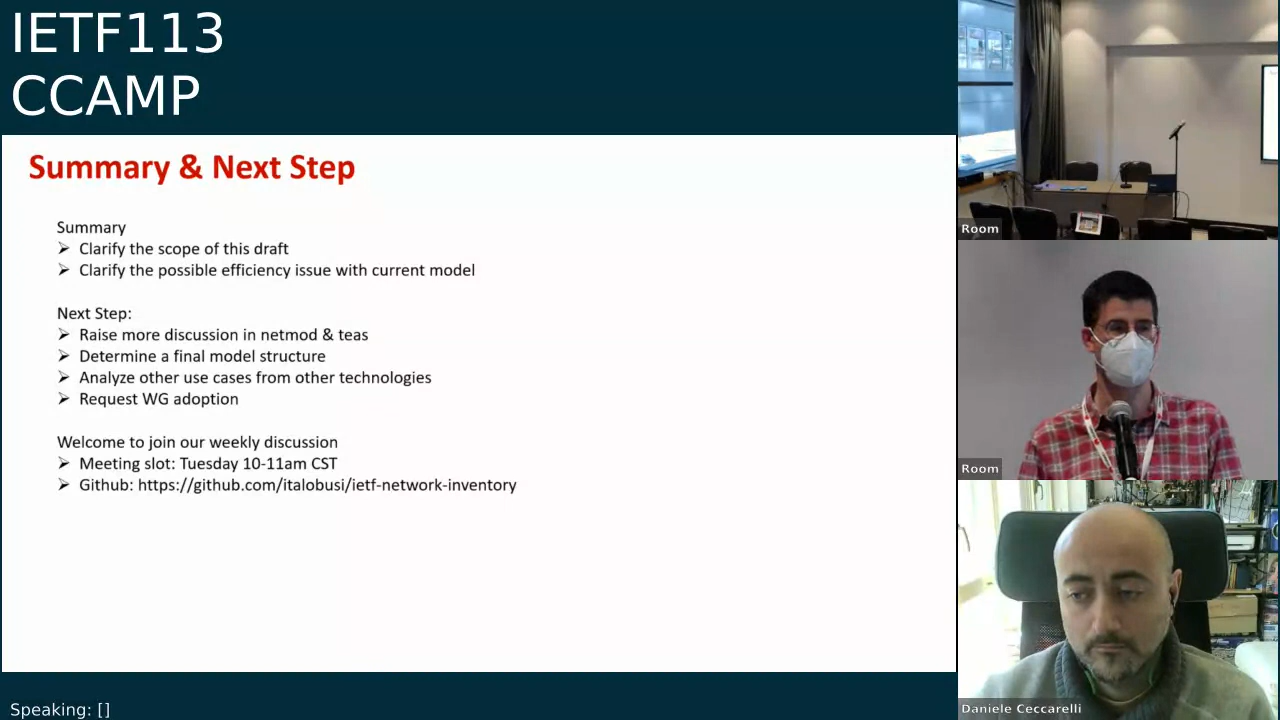 IETF113
CCAMP
Summary & Next Step
Summary
➢ Clarify the scope of this draft
➢ Clarify the possible efficiency issue with current model
Next Step:
➢ Raise more discussion in netmod & teas
➢ Determine a final model structure
➢ Analyze other use cases from other technologies
➢ Request WG adoption
Welcome to join our weekly discussion
➢ Meeting slot: Tuesday 10-11am CST
➢ Github: https://github.com/italobusi/ietf-network-inventory
Speaking: []
Room
Room
Daniele Ceccarelli